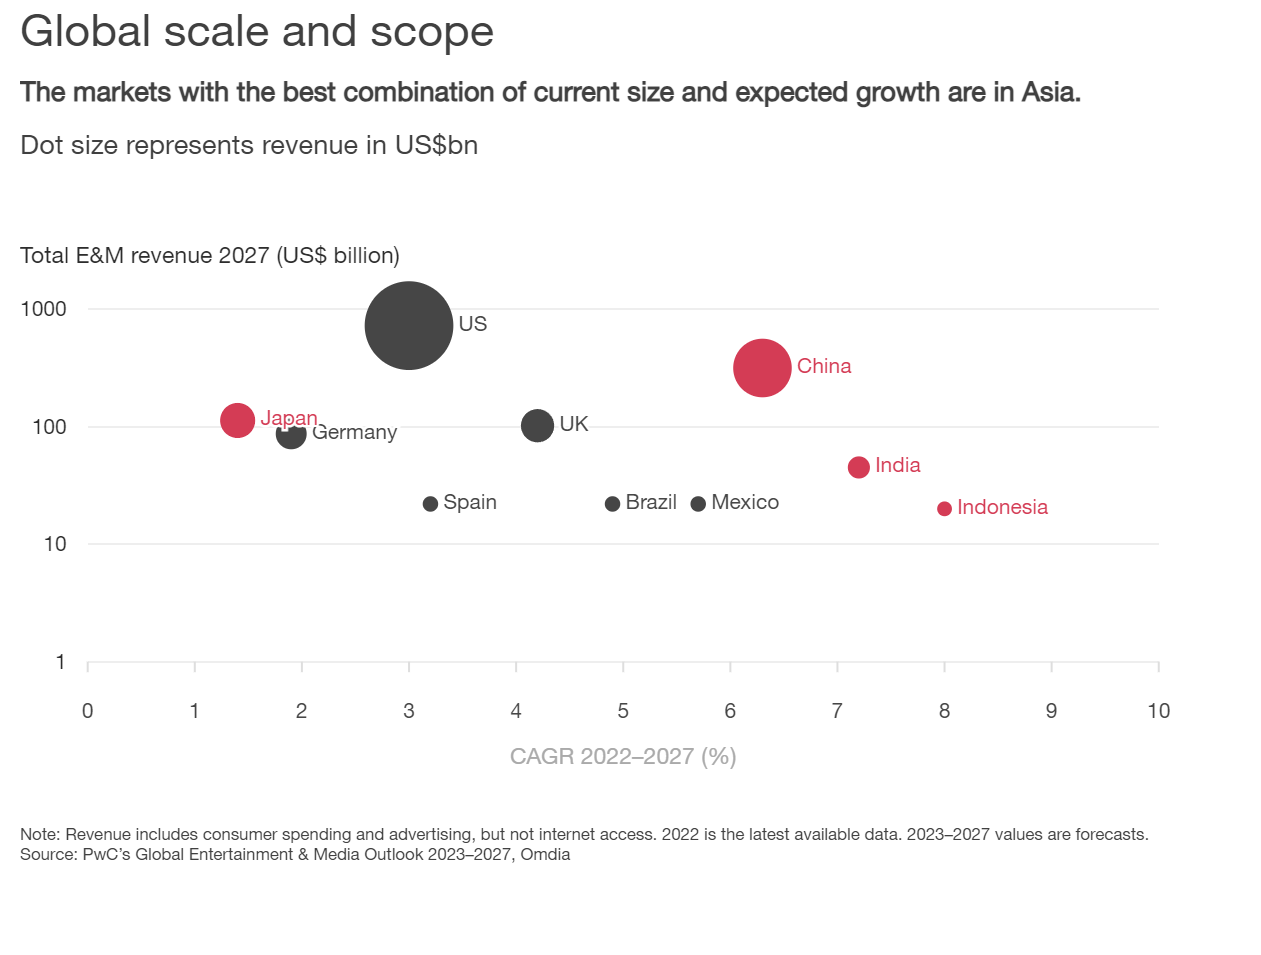 Global scale and scope
The markets with the best combination of current size and expected growth are in Asia.
Dot size represents revenue in US$bn
Total E&M revenue 2027 (US$ billion)
1000
US
China
Japan
100
Germany
UK
India
Spain
Brazil
Mexico
Indonesia
10
1
0 1 2 3 4 5 6 7 8 9 10
CAGR 2022–2027 (%)
Note: Revenue includes consumer spending and advertising, but not internet access. 2022 is the latest available data. 2023–2027 values are forecasts.
Source: PwC’s Global Entertainment & Media Outlook 2023–2027, Omdia